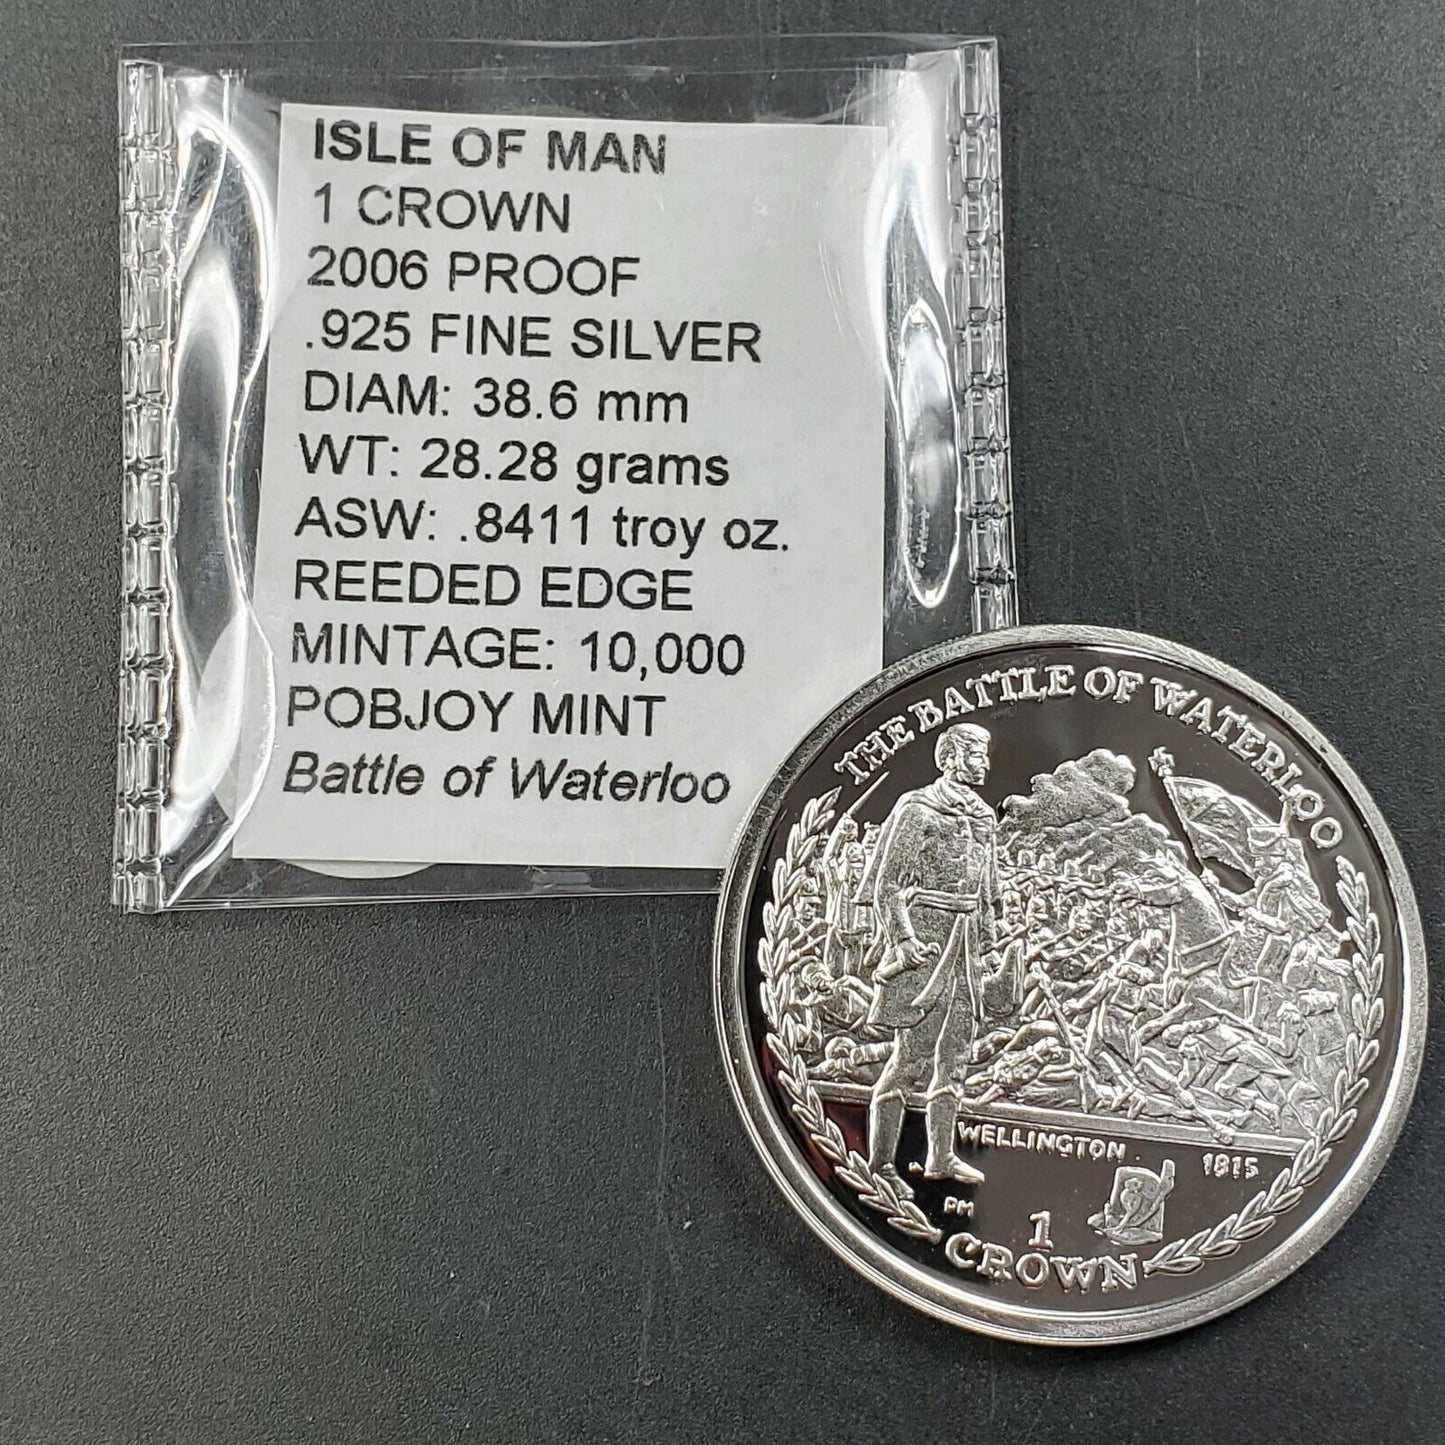 ISLE OF MAN
1 CROWN
2006 PROOF
.925 FINE SILVER
DIAM: 38.6 mm
WT: 28.28 grams
ASW: .8411 troy oz.
REEDED EDGE
MINTAGE: 10,000
POBJOY MINT
Battle of Waterloo
THE BATTLE OF WATERLOO
WELLINGTON 1815
PM
1
CROWN